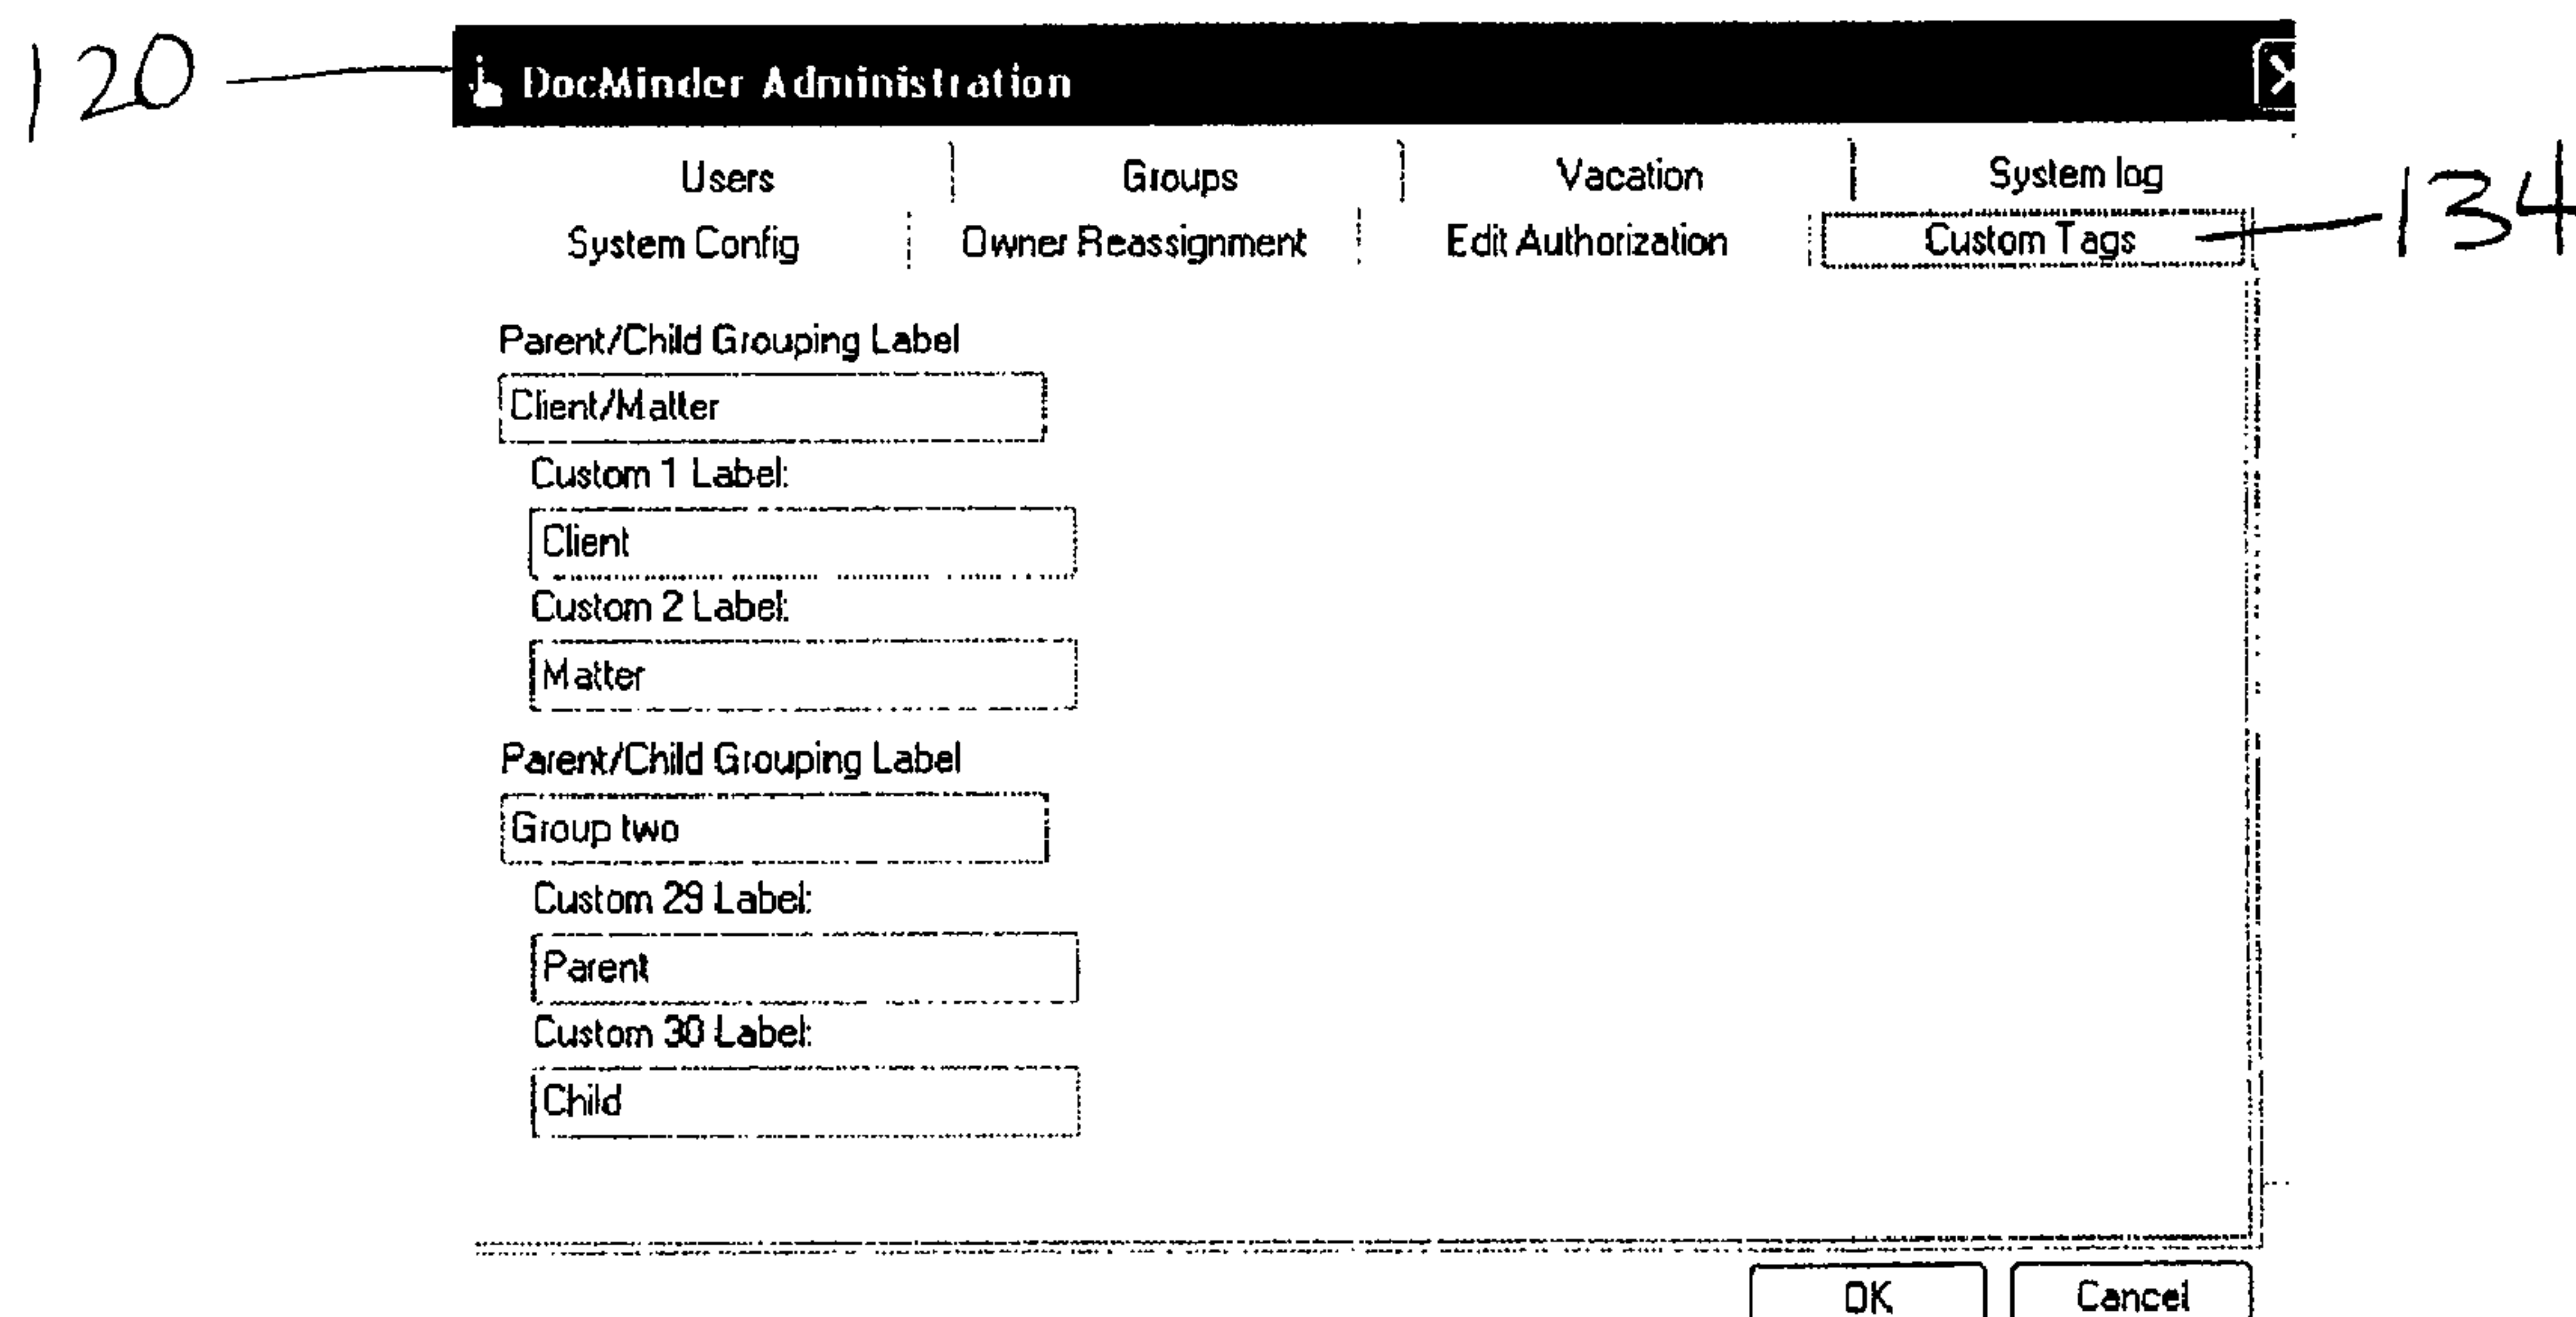 120
DocMinder Administration
Users Groups Vacation System log
System Config Owner Reassignment Edit Authorization Custom Tags
134
Parent/Child Grouping Label
Client/Matter
Custom 1 Label:
Client
Custom 2 Label:
Matter
Parent/Child Grouping Label
Group two
Custom 29 Label:
Parent
Custom 30 Label:
Child
OK Cancel